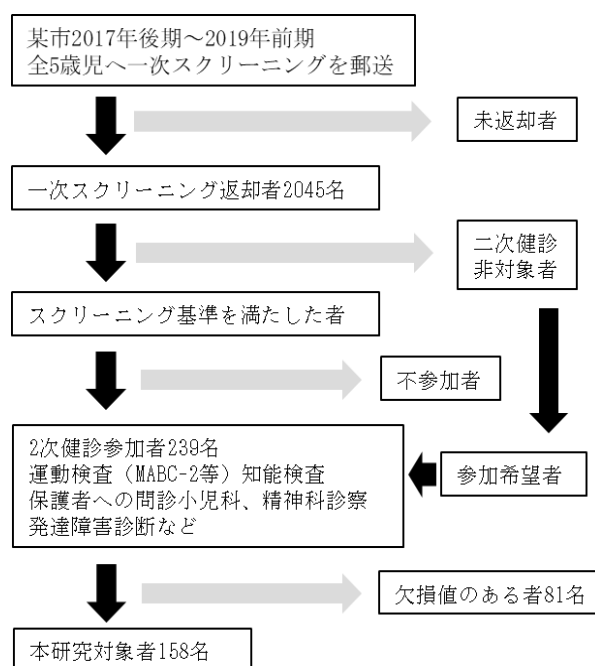 某市2017年後期～2019年前期
全5歳児へ一次スクリーニングを郵送
未返却者
一次スクリーニング返却者2045名
二次健診
非対象者
スクリーニング基準を満たした者
不参加者
2次健診参加者239名
運動検査（MABC-2等）知能検査
保護者への問診小児科、精神科診察
発達障害診断など
参加希望者
欠損値のある者81名
本研究対象者158名